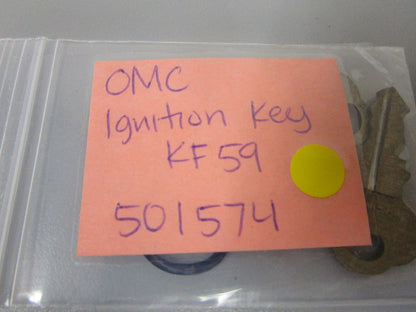 OMC
Ignition Key
KF59
501574